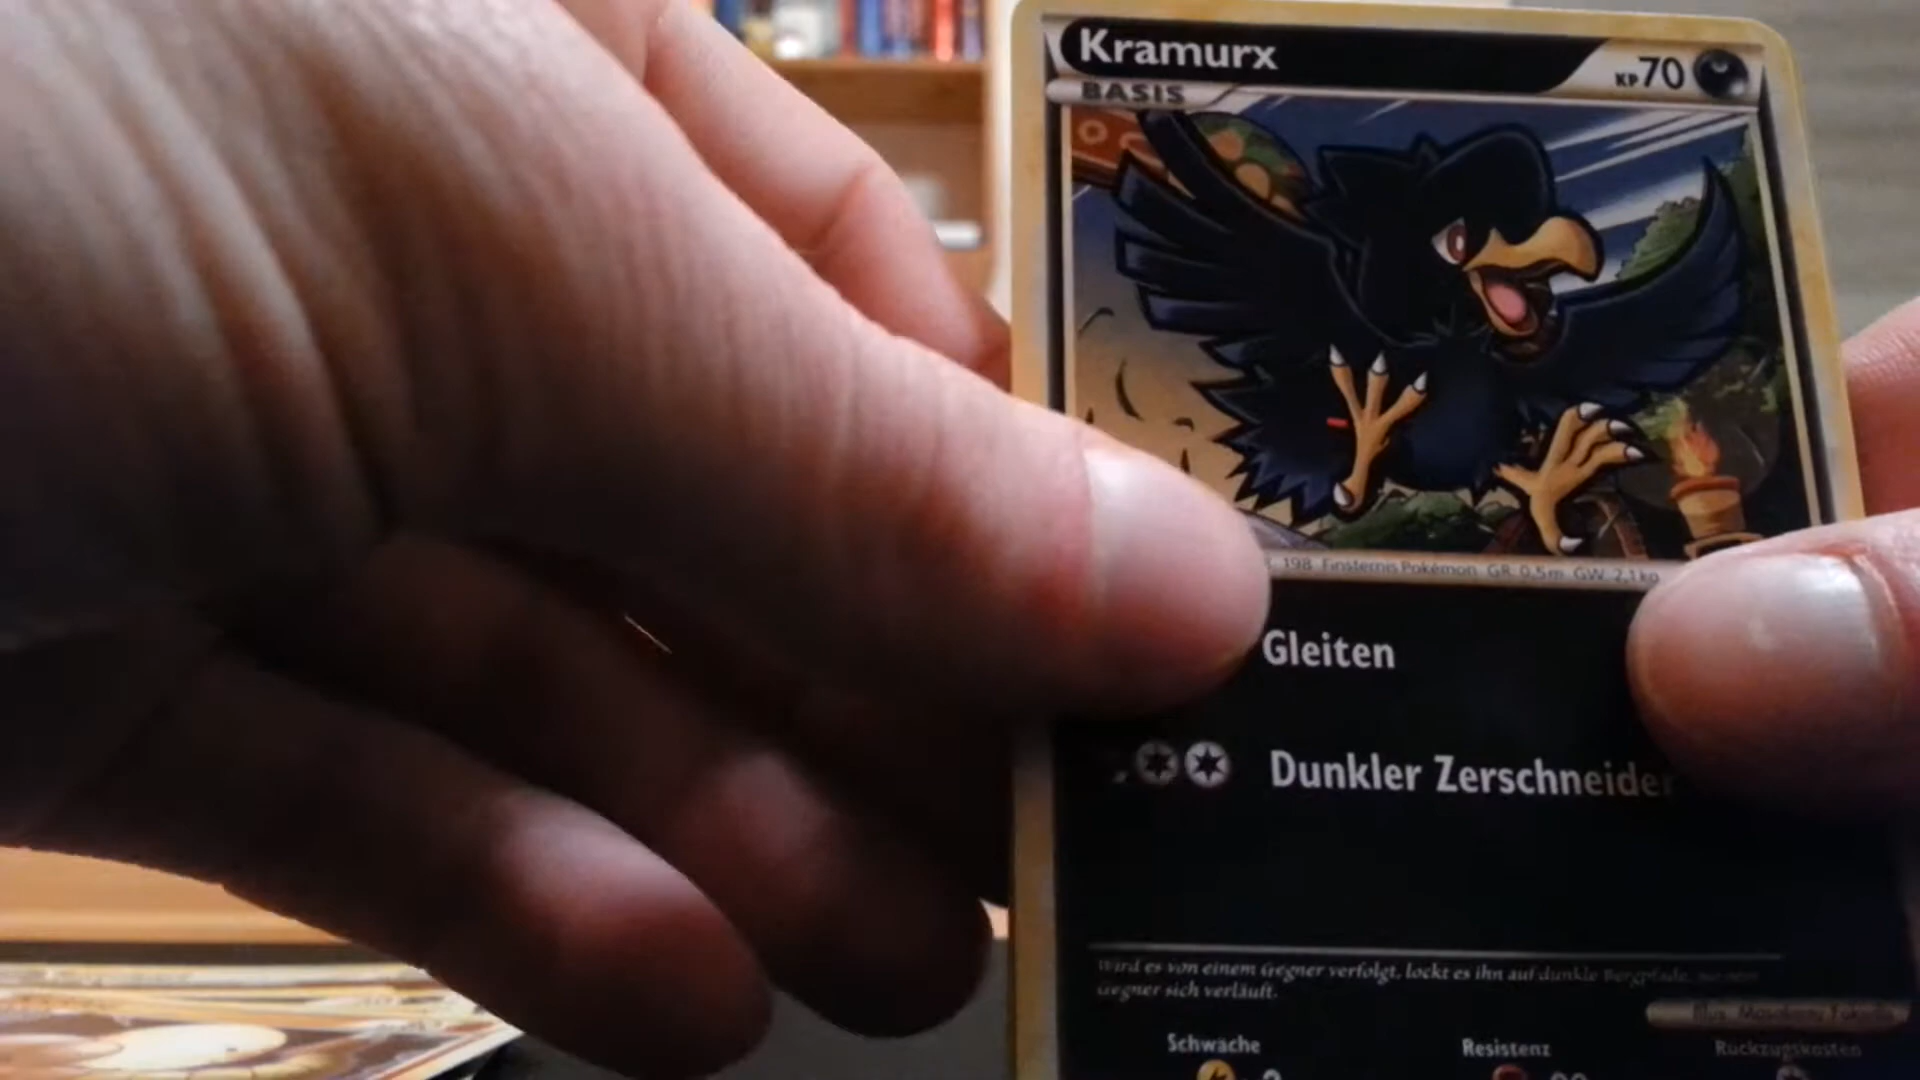 Kramurx
KP70
BASIS
198 Finsternis Pokémon GR. 0,5m GW. 2,1kg
Gleiten
Dunkler Zerschneider
Wird es von einem Gegner verfolgt, lockt es ihn auf dunkle Bergpfade,
Gegner sich verläuft.
Schwäche
Resistenz
Rückzugskosten